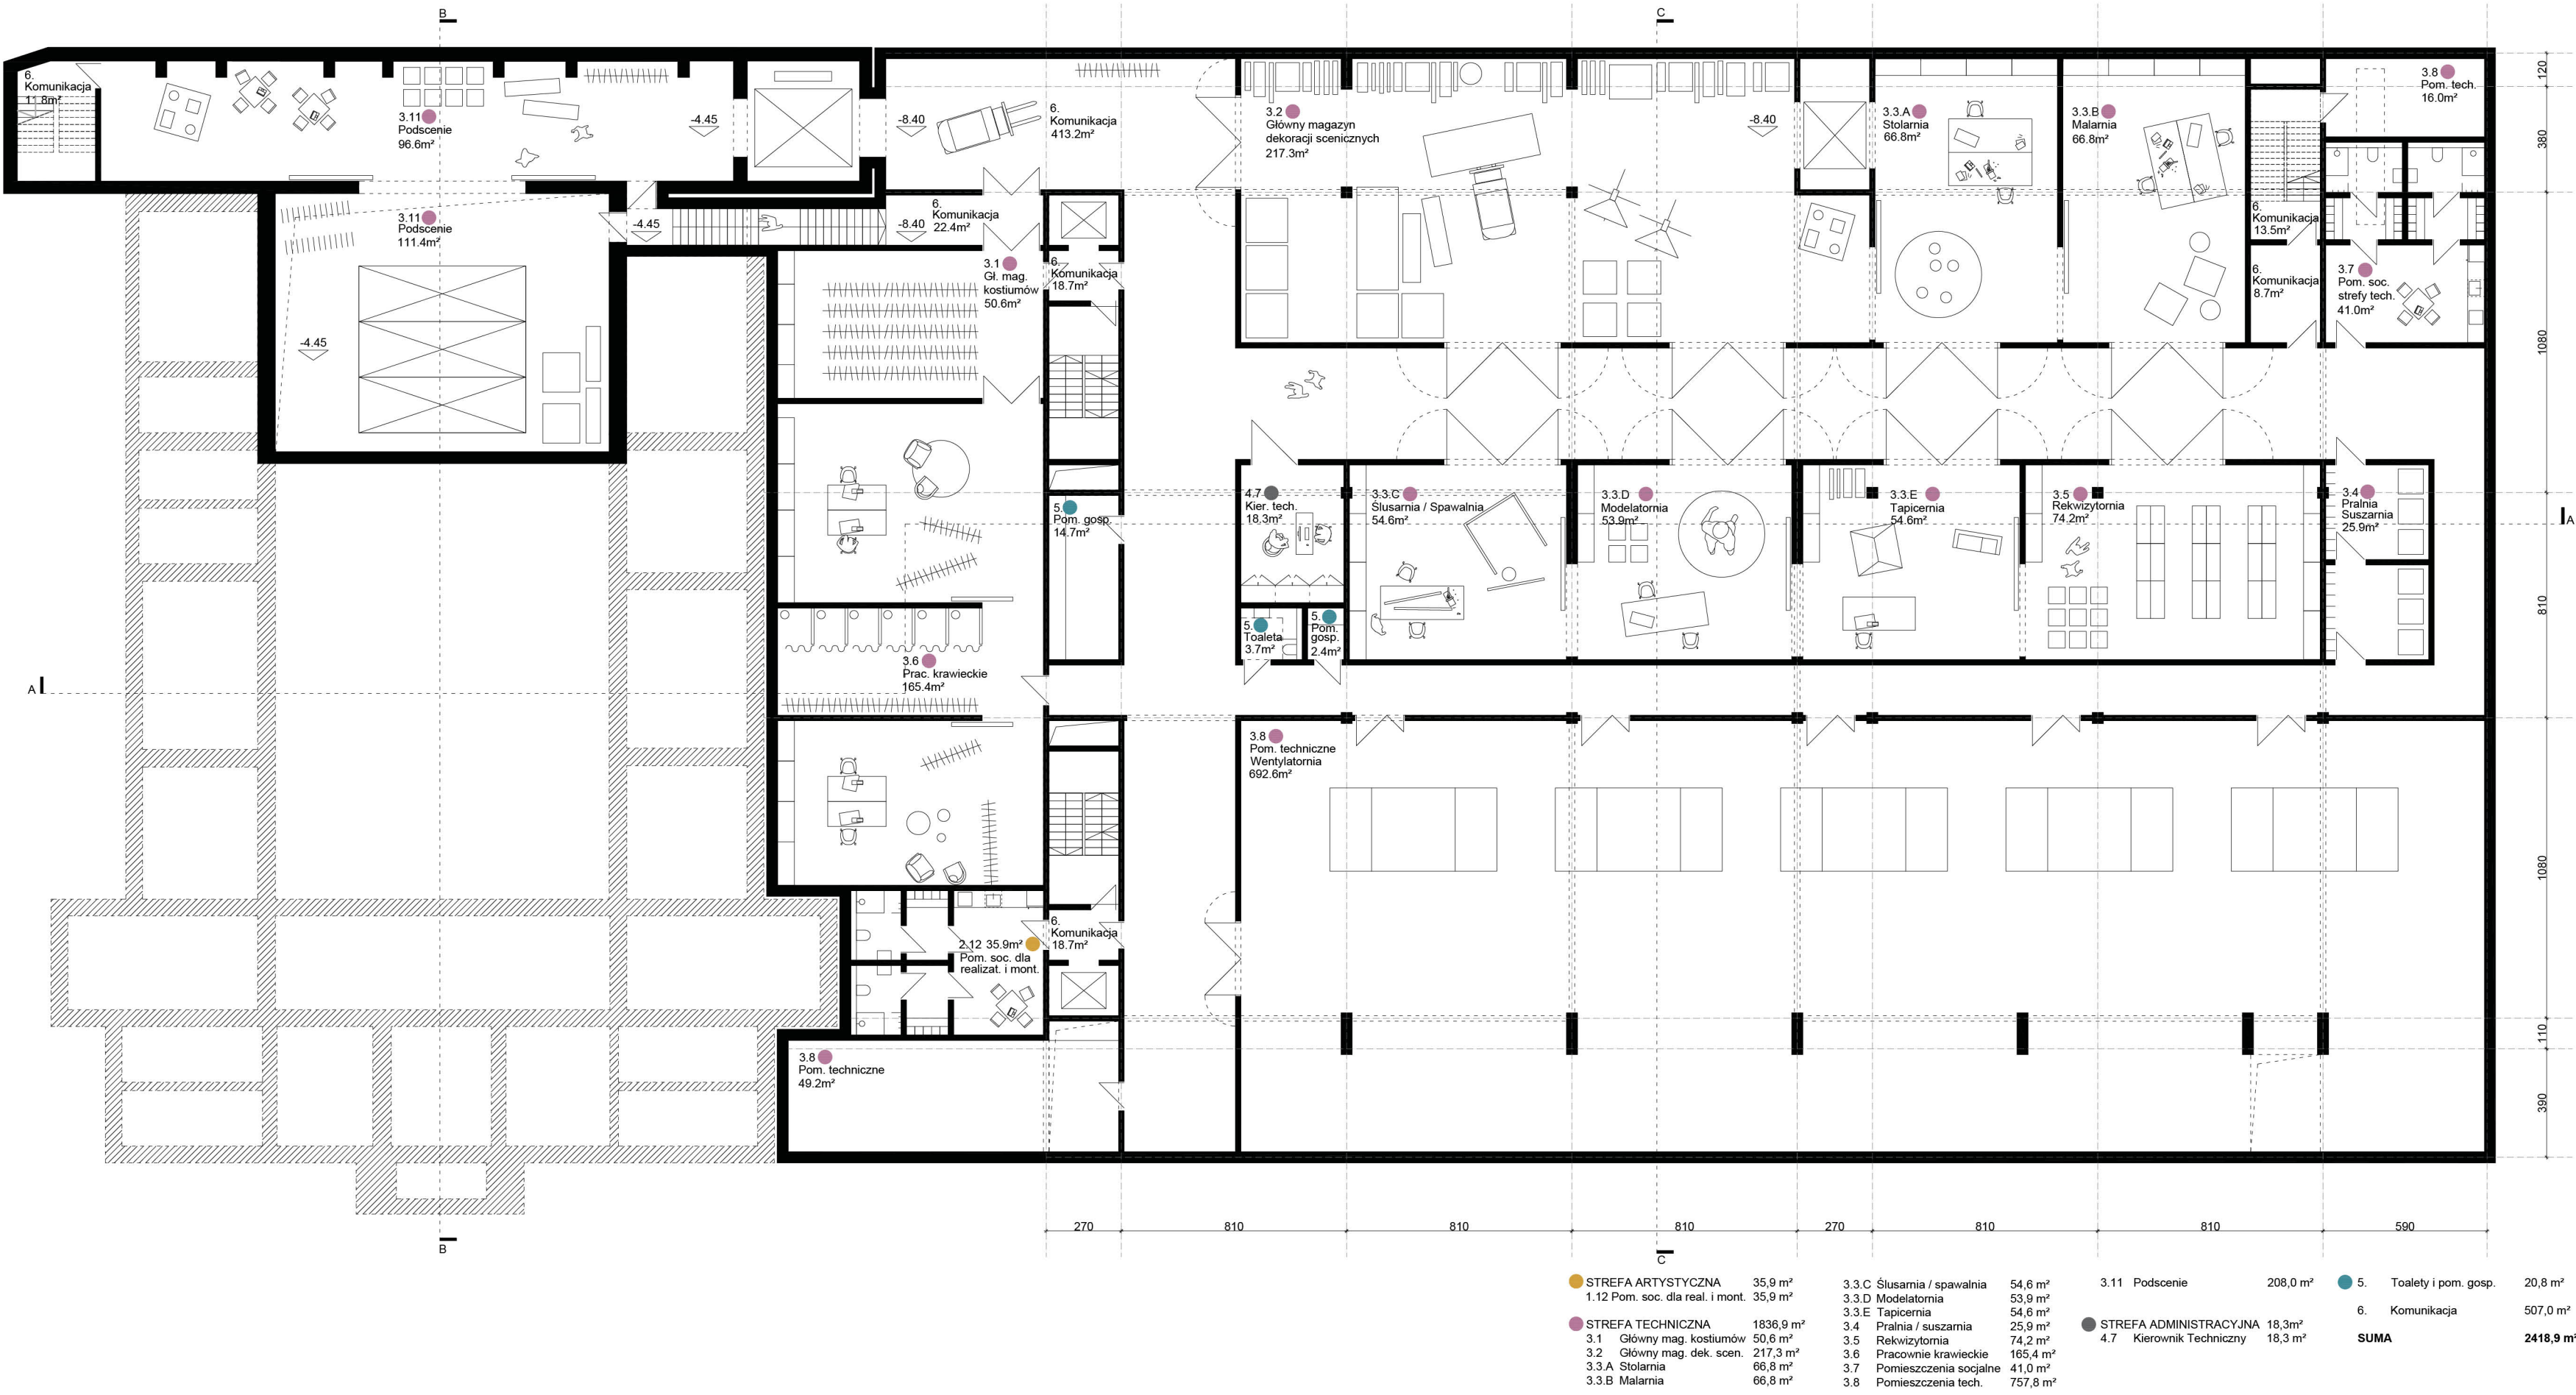 B
C
6.
Komunikacja
11.8m²
3.11
Podscenie
96.6m²
-4.45
-8.40
6.
Komunikacja
413.2m²
3.2
Główny magazyn
dekoracji scenicznych
217.3m²
-8.40
3.3.A
Stolarnia
66.8m²
3.3.B
Malarnia
66.8m²
3.8
Pom. tech.
16.0m²
120
380
3.11
Podscenie
111.4m²
-4.45
-4.45
-8.40
6.
Komunikacja
22.4m²
3.1
Gł. mag.
kostiumów
50.6m²
6.
Komunikacja
18.7m²
6.
Komunikacja
13.5m²
6.
Komunikacja
8.7m²
3.7
Pom. soc.
strefy tech.
41.0m²
1080
5.
Pom. gosp.
14.7m²
4.7
Kier. tech.
18.3m²
3.3.C
Ślusarnia / Spawalnia
54.6m²
3.3.D
Modelatornia
53.9m²
3.3.E
Tapicernia
54.6m²
3.5
Rekwizytornia
74.2m²
3.4
Pralnia
Suszarnia
25.9m²
A
810
5.
Toaleta
3.7m²
5.
Pom.
gosp.
2.4m²
3.6
Prac. krawieckie
165.4m²
A
3.8
Pom. techniczne
Wentylatornia
692.6m²
1080
2.12 35.9m²
Pom. soc. dla
realizat. i mont.
6.
Komunikacja
18.7m²
3.8
Pom. techniczne
49.2m²
110
390
270
810
810
810
270
810
810
590
B
C
STREFA ARTYSTYCZNA 35,9 m²
1.12 Pom. soc. dla real. i mont. 35,9 m²
STREFA TECHNICZNA 1836,9 m²
3.1 Główny mag. kostiumów 50,6 m²
3.2 Główny mag. dek. scen. 217,3 m²
3.3.A Stolarnia 66,8 m²
3.3.B Malarnia 66,8 m²
3.3.C Ślusarnia / spawalnia 54,6 m²
3.3.D Modelatornia 53,9 m²
3.3.E Tapicernia 54,6 m²
3.4 Pralnia / suszarnia 25,9 m²
3.5 Rekwizytornia 74,2 m²
3.6 Pracownie krawieckie 165,4 m²
3.7 Pomieszczenia socjalne 41,0 m²
3.8 Pomieszczenia tech. 757,8 m²
3.11 Podscenie 208,0 m²
STREFA ADMINISTRACYJNA 18,3m²
4.7 Kierownik Techniczny 18,3 m²
5. Toalety i pom. gosp. 20,8 m²
6. Komunikacja 507,0 m²
SUMA 2418,9 m²